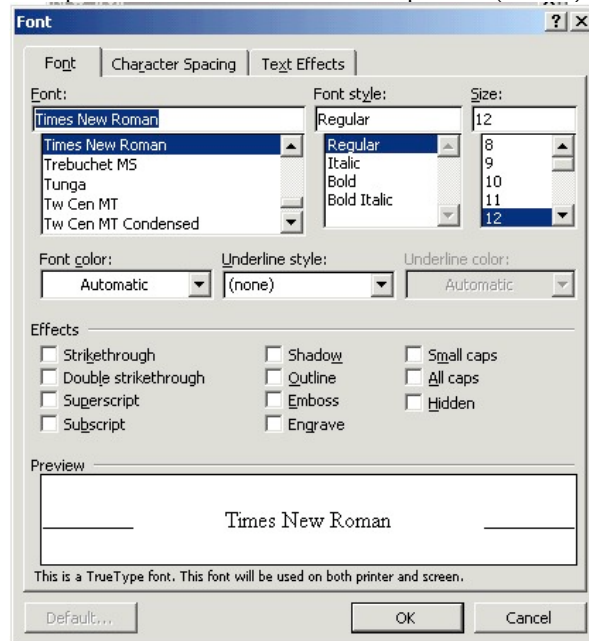 Font
Font Character Spacing Text Effects
Font: Font style: Size:
Times New Roman Regular 12
Times New Roman Regular 8
Trebuchet MS Italic 9
Tunga Bold 10
Tw Cen MT Bold Italic 11
Tw Cen MT Condensed 12
Font color: Underline style: Underline color:
Automatic (none) Automatic
Effects
Strikethrough Shadow Small caps
Double strikethrough Outline All caps
Superscript Emboss Hidden
Subscript Engrave
Preview
Times New Roman
This is a TrueType font. This font will be used on both printer and screen.
Default... OK Cancel